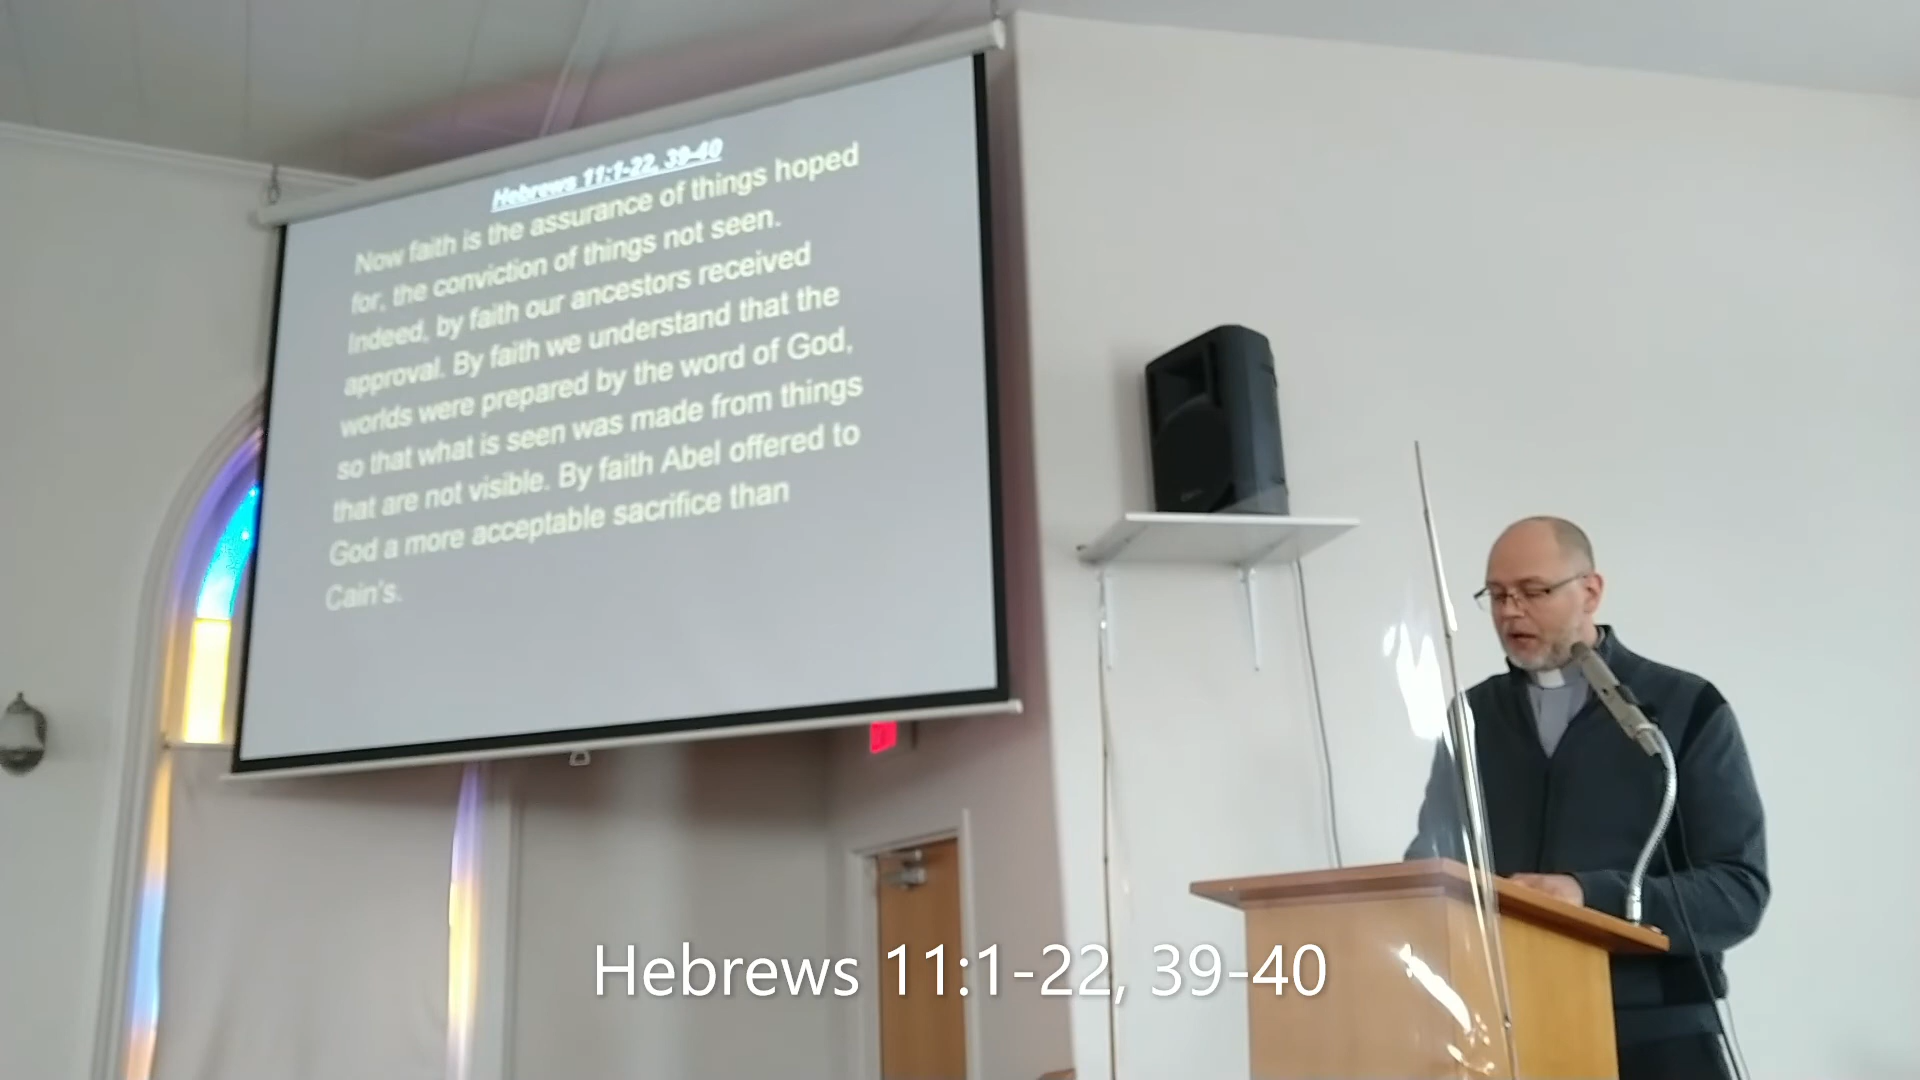 Hebrews 11:1-22, 39-40
Now faith is the assurance of things hoped
for, the conviction of things not seen.
Indeed, by faith our ancestors received
approval. By faith we understand that the
worlds were prepared by the word of God,
so that what is seen was made from things
that are not visible. By faith Abel offered to
God a more acceptable sacrifice than
Cain's.
Hebrews 11:1-22, 39-40